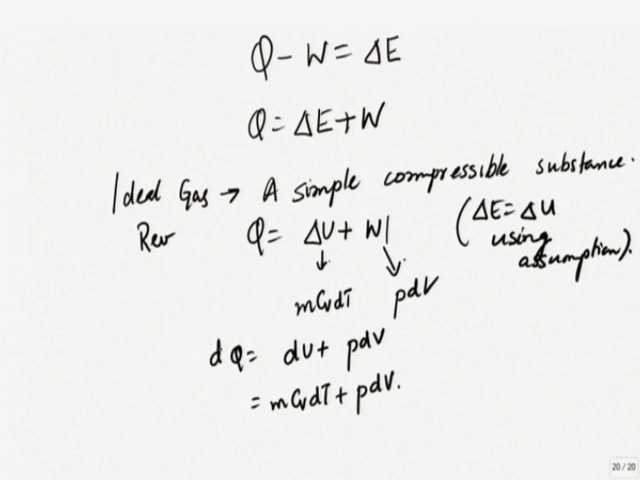 Q - W = ΔE
Q = ΔE + W
Ideal Gas → A simple compressible substance.
Rev Q = ΔU + W| (ΔE = ΔU
↓ ↘ using
assumption).
mCvdT pdV
dQ = dU + pdV
= mCvdT + pdV.
20 / 20